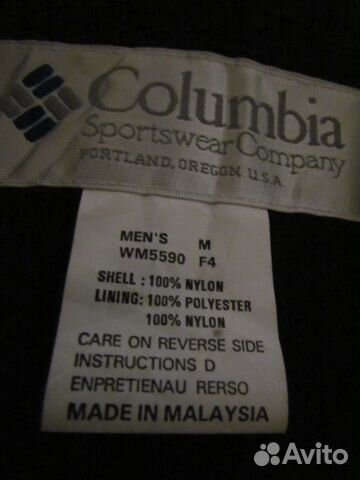 Columbia
Sportswear Company
PORTLAND, OREGON U.S.A.
MEN'S M
WM5590 F4
SHELL : 100% NYLON
LINING: 100% POLYESTER
100% NYLON
CARE ON REVERSE SIDE
INSTRUCTIONS D
ENPRETIENAU RERSO
MADE IN MALAYSIA
Avito